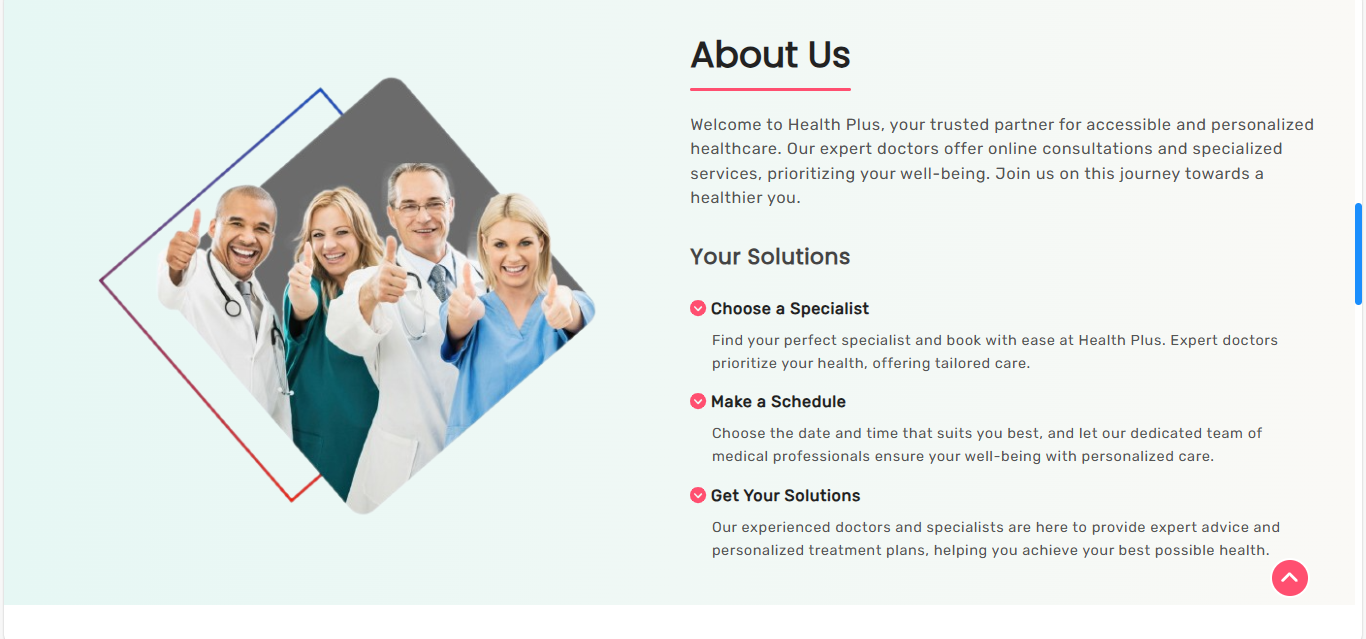 About Us
Welcome to Health Plus, your trusted partner for accessible and personalized
healthcare. Our expert doctors offer online consultations and specialized
services, prioritizing your well-being. Join us on this journey towards a
healthier you.
Your Solutions
Choose a Specialist
Find your perfect specialist and book with ease at Health Plus. Expert doctors
prioritize your health, offering tailored care.
Make a Schedule
Choose the date and time that suits you best, and let our dedicated team of
medical professionals ensure your well-being with personalized care.
Get Your Solutions
Our experienced doctors and specialists are here to provide expert advice and
personalized treatment plans, helping you achieve your best possible health.